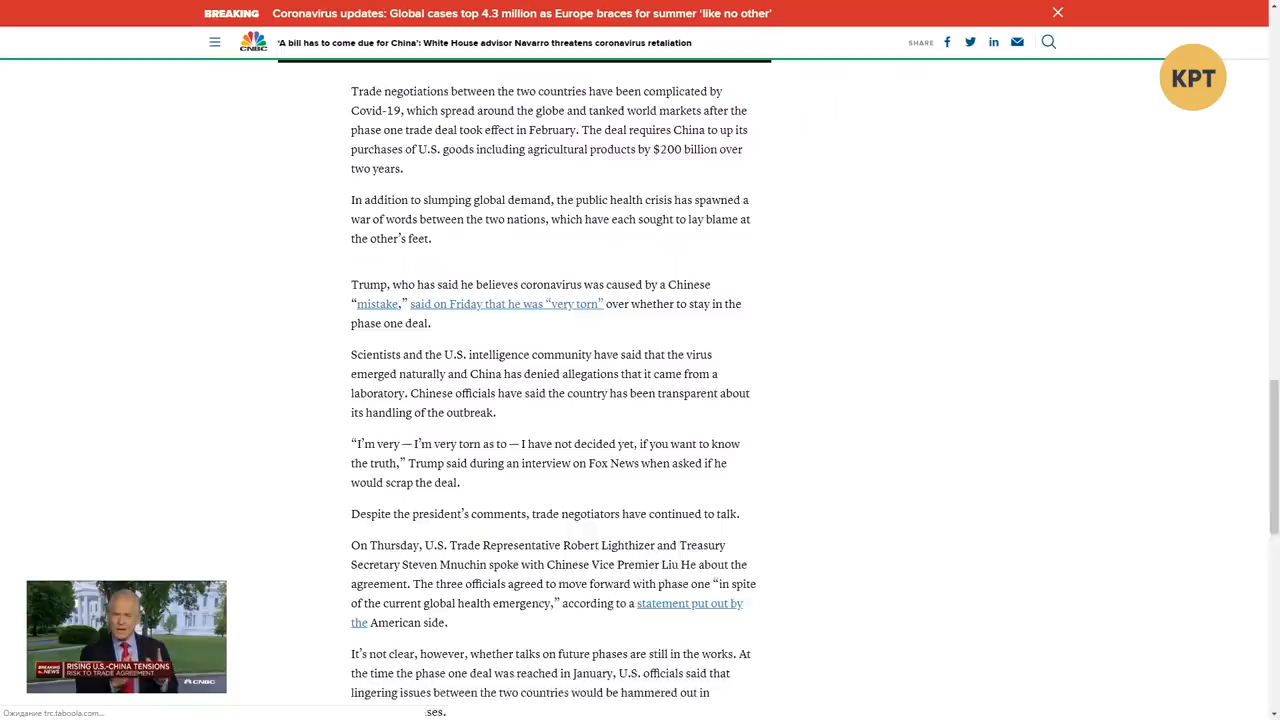 BREAKING Coronavirus updates: Global cases top 4.3 million as Europe braces for summer ‘like no other’
CNBC
‘A bill has to come due for China’: White House advisor Navarro threatens coronavirus retaliation
SHARE
KPT
Trade negotiations between the two countries have been complicated by
Covid-19, which spread around the globe and tanked world markets after the
phase one trade deal took effect in February. The deal requires China to up its
purchases of U.S. goods including agricultural products by $200 billion over
two years.
In addition to slumping global demand, the public health crisis has spawned a
war of words between the two nations, which have each sought to lay blame at
the other’s feet.
Trump, who has said he believes coronavirus was caused by a Chinese
“mistake,” said on Friday that he was “very torn” over whether to stay in the
phase one deal.
Scientists and the U.S. intelligence community have said that the virus
emerged naturally and China has denied allegations that it came from a
laboratory. Chinese officials have said the country has been transparent about
its handling of the outbreak.
“I’m very — I’m very torn as to — I have not decided yet, if you want to know
the truth,” Trump said during an interview on Fox News when asked if he
would scrap the deal.
Despite the president’s comments, trade negotiators have continued to talk.
On Thursday, U.S. Trade Representative Robert Lighthizer and Treasury
Secretary Steven Mnuchin spoke with Chinese Vice Premier Liu He about the
agreement. The three officials agreed to move forward with phase one “in spite
of the current global health emergency,” according to a statement put out by
the American side.
It’s not clear, however, whether talks on future phases are still in the works. At
the time the phase one deal was reached in January, U.S. officials said that
lingering issues between the two countries would be hammered out in
ses.
BREAKING NEWS
RISING U.S.-CHINA TENSIONS
RISK TO TRADE AGREEMENT
CNBC
Ожидание trc.taboola.com...